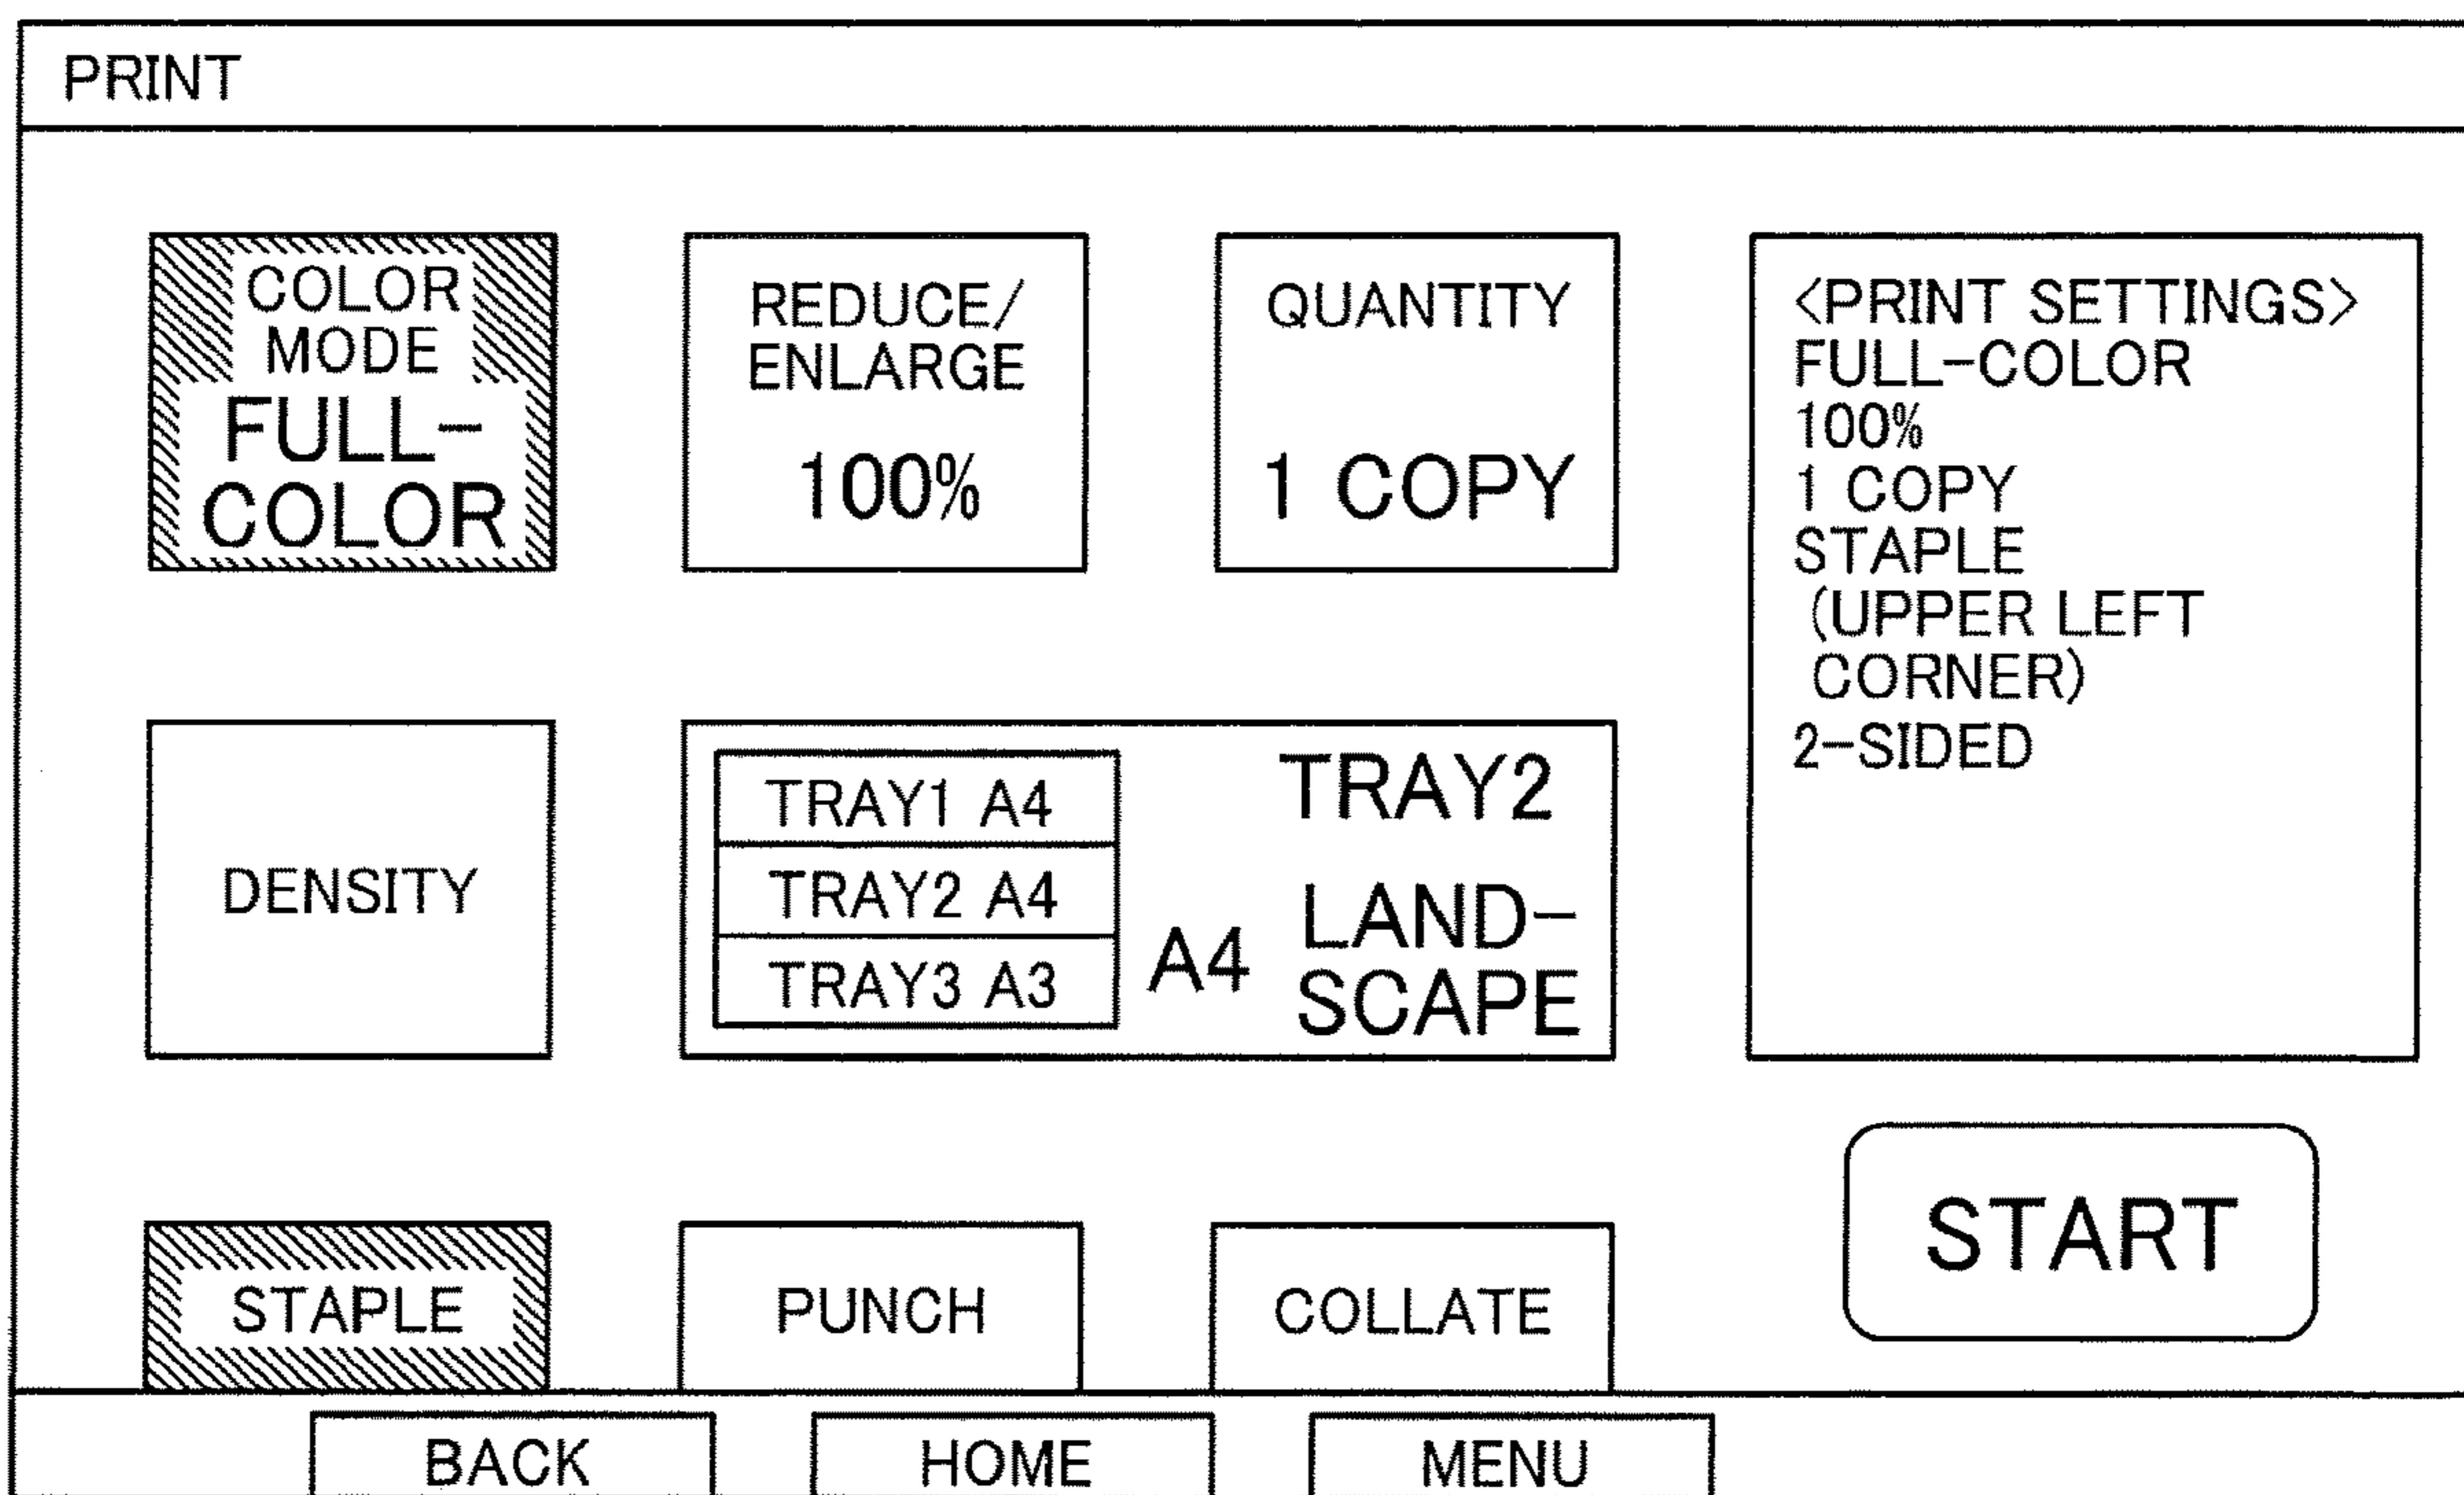 PRINT
COLOR
MODE
FULL-
COLOR
REDUCE/
ENLARGE
100%
QUANTITY
1 COPY
<PRINT SETTINGS>
FULL-COLOR
100%
1 COPY
STAPLE
(UPPER LEFT
CORNER)
2-SIDED
DENSITY
TRAY1 A4
TRAY2 A4
TRAY3 A3
TRAY2
A4 LAND-
SCAPE
START
STAPLE
PUNCH
COLLATE
BACK
HOME
MENU